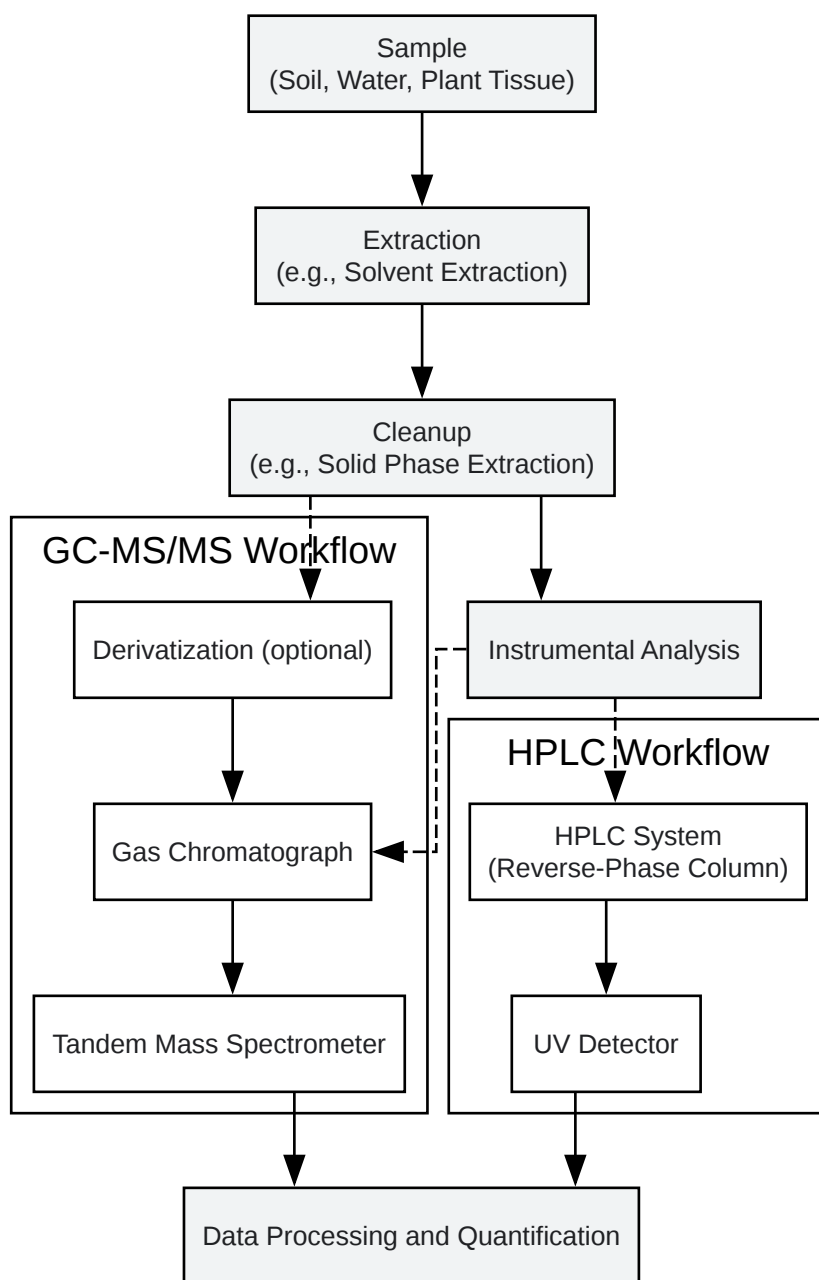 Sample
(Soil, Water, Plant Tissue)
Extraction
(e.g., Solvent Extraction)
Cleanup
(e.g., Solid Phase Extraction)
GC-MS/MS Workflow
Derivatization (optional)
Instrumental Analysis
HPLC Workflow
Gas Chromatograph
HPLC System
(Reverse-Phase Column)
Tandem Mass Spectrometer
UV Detector
Data Processing and Quantification